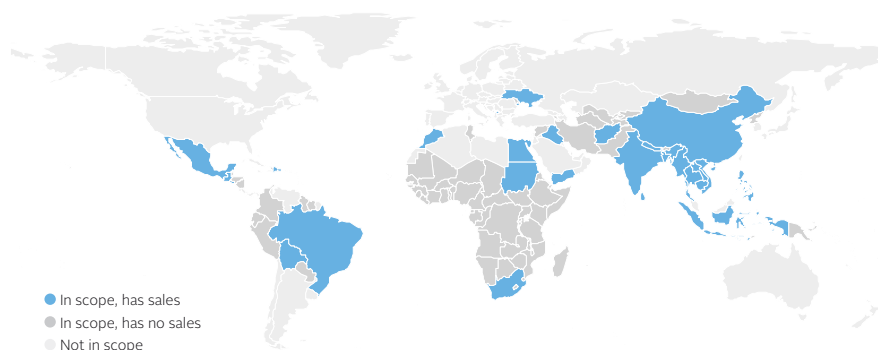 In scope, has sales
In scope, has no sales
Not in scope